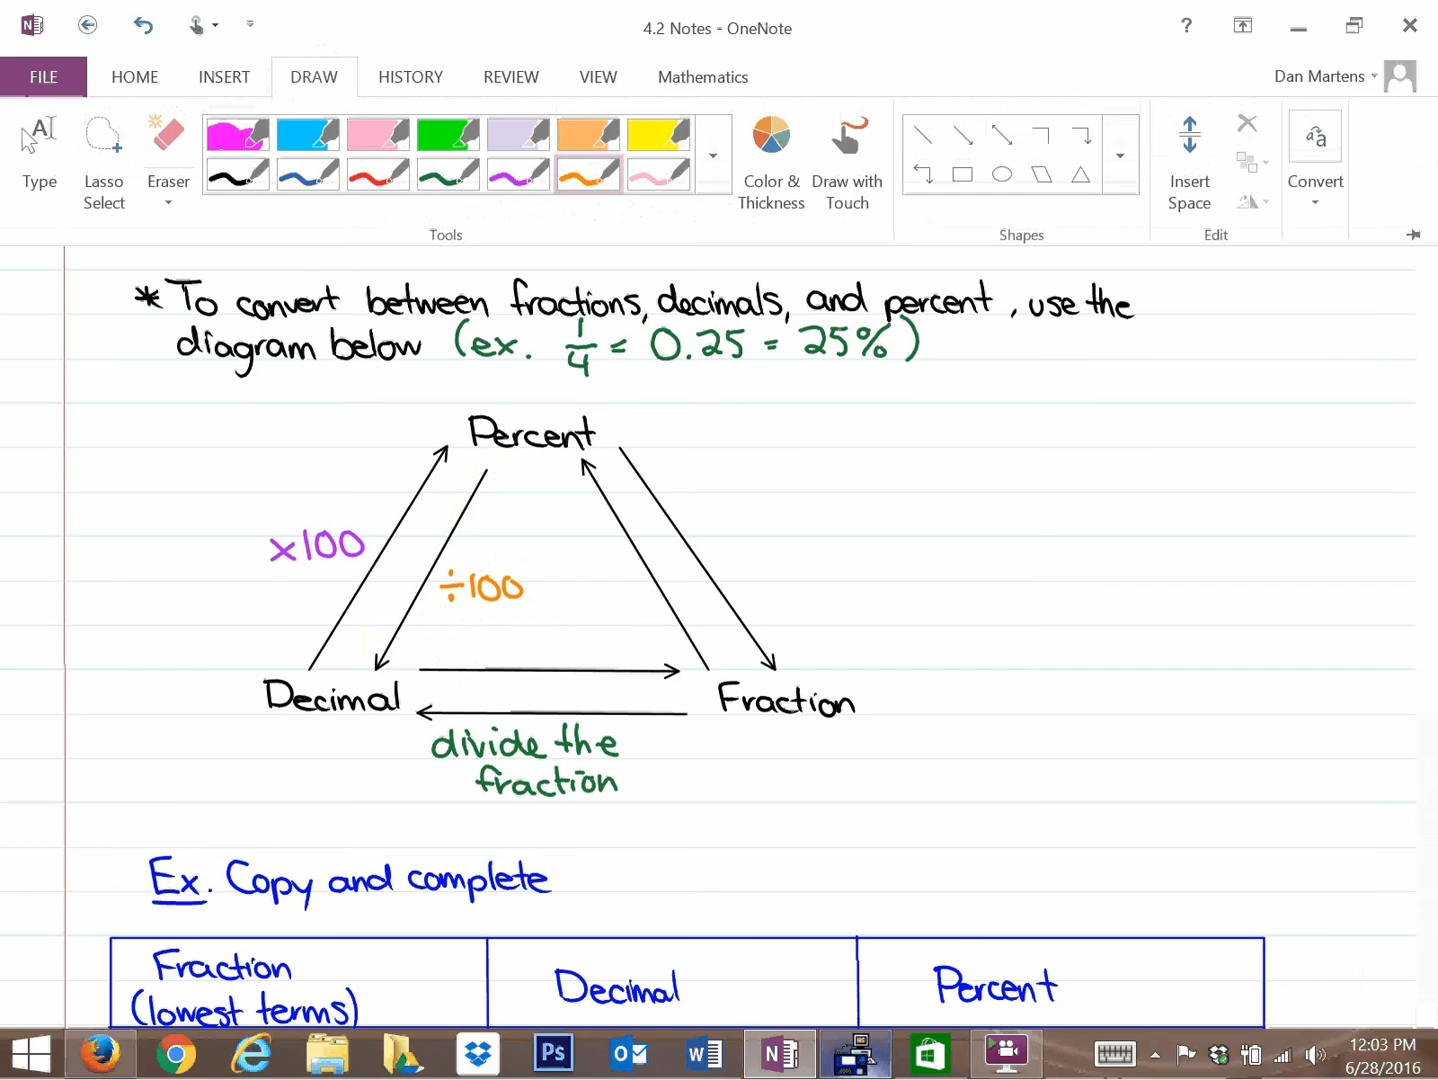 4.2 Notes - OneNote
?
FILE HOME INSERT DRAW HISTORY REVIEW VIEW Mathematics
Dan Martens
Type
Lasso Select
Eraser
Color & Thickness
Draw with Touch
Insert Space
Convert
Tools
Shapes
Edit
* To convert between fractions, decimals, and percent, use the
diagram below (ex. 1/4 = 0.25 = 25%)
Percent
x100
÷100
Decimal
Fraction
divide the
fraction
Ex. Copy and complete
Fraction
(lowest terms)
Decimal
Percent
Ps
12:03 PM
6/28/2016